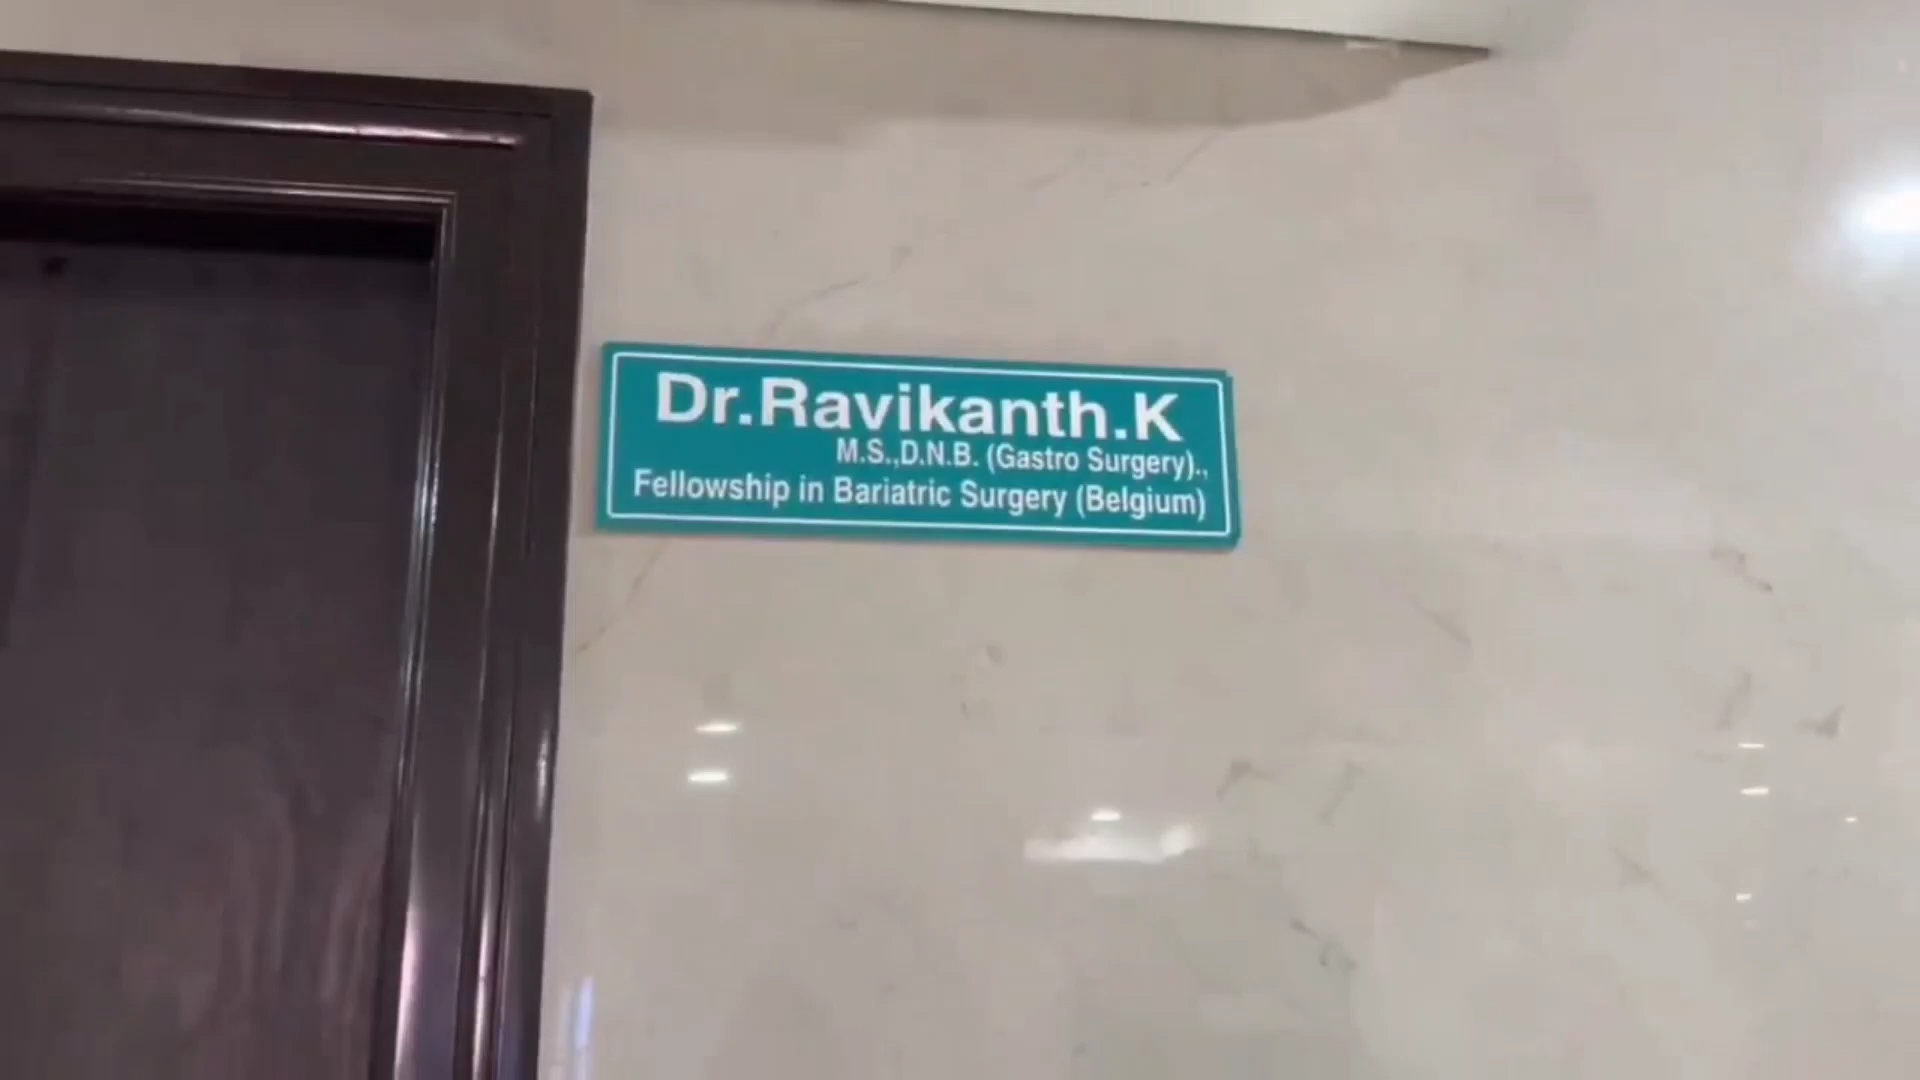 Dr.Ravikanth.K
M.S.,D.N.B. (Gastro Surgery).,
Fellowship in Bariatric Surgery (Belgium)